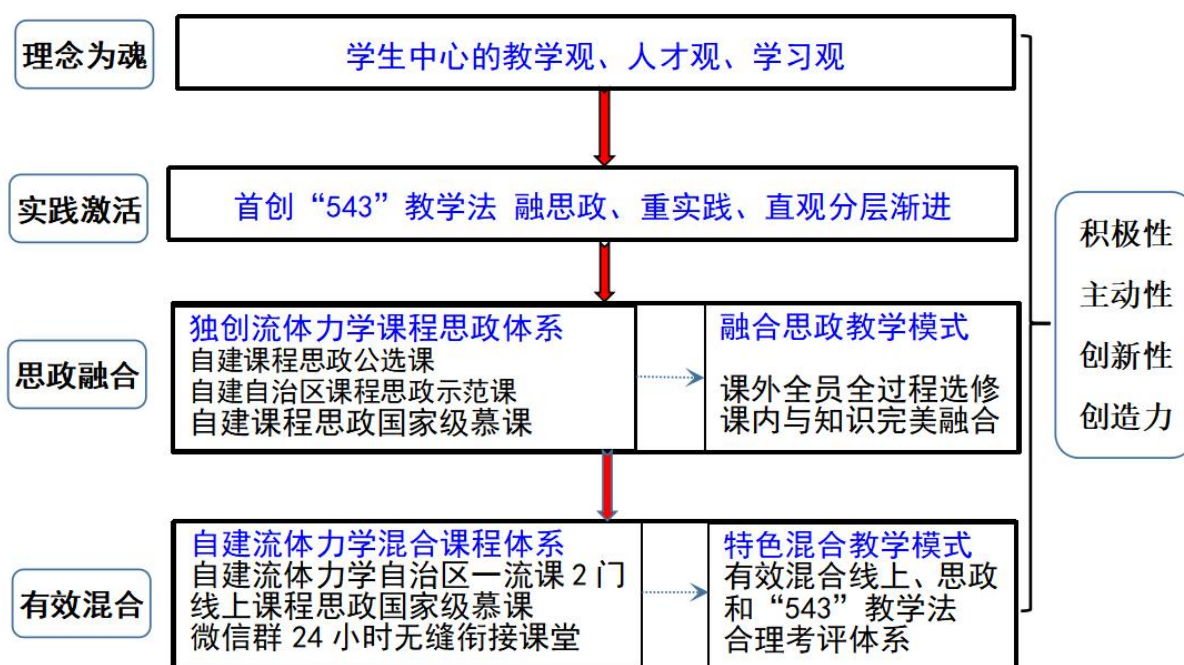 理念为魂
学生中心的教学观、人才观、学习观
实践激活
首创“543”教学法 融思政、重实践、直观分层渐进
思政融合
独创流体力学课程思政体系
自建课程思政公选课
自建自治区课程思政示范课
自建课程思政国家级慕课
融合思政教学模式
课外全员全过程选修
课内与知识完美融合
有效混合
自建流体力学混合课程体系
自建流体力学自治区一流课2门
线上课程思政国家级慕课
微信群24小时无缝衔接课堂
特色混合教学模式
有效混合线上、思政
和“543”教学法
合理考评体系
积极性
主动性
创新性
创造力